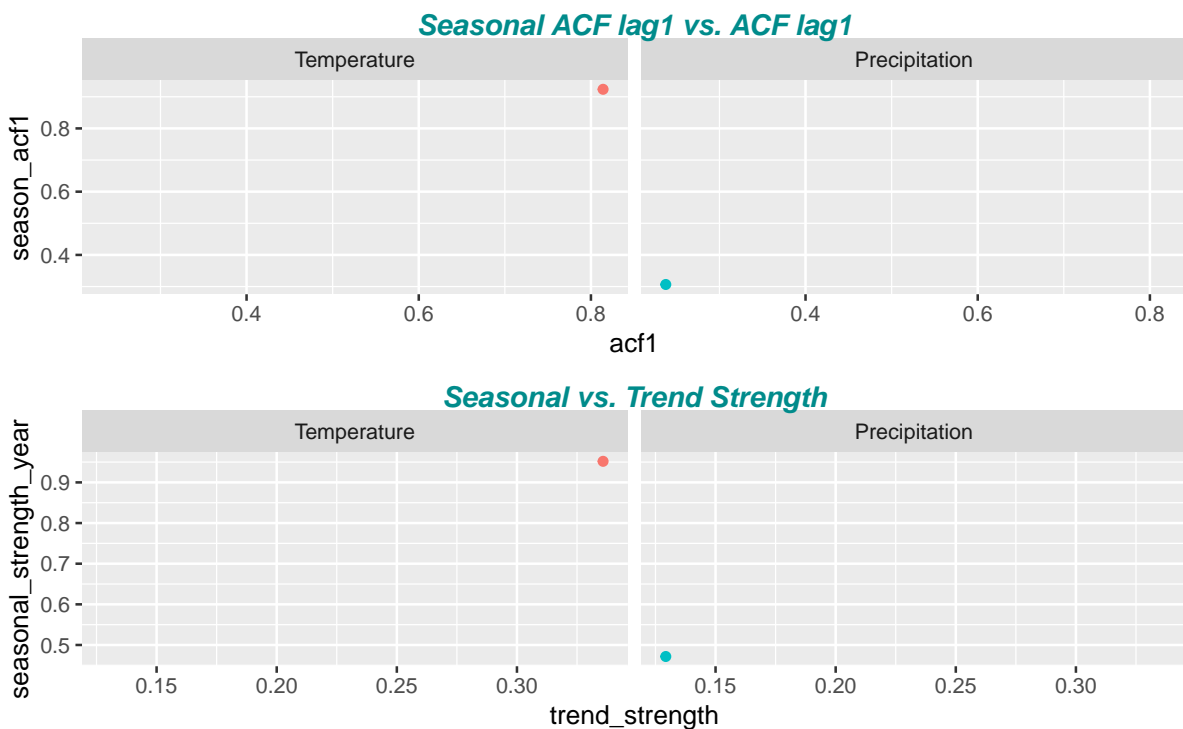 Seasonal ACF lag1 vs. ACF lag1
Temperature
Precipitation
season_acf1
0.8
0.6
0.4
0.4 0.6 0.8
0.4 0.6 0.8
acf1
Seasonal vs. Trend Strength
Temperature
Precipitation
seasonal_strength_year
0.9
0.8
0.7
0.6
0.5
0.15 0.20 0.25 0.30
0.15 0.20 0.25 0.30
trend_strength